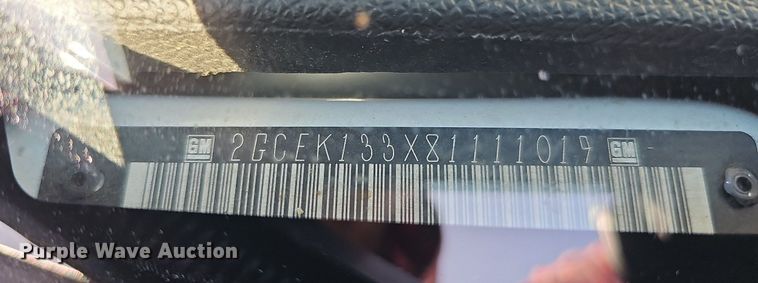 GM 2GCEK133X81111019 GM
Purple Wave Auction